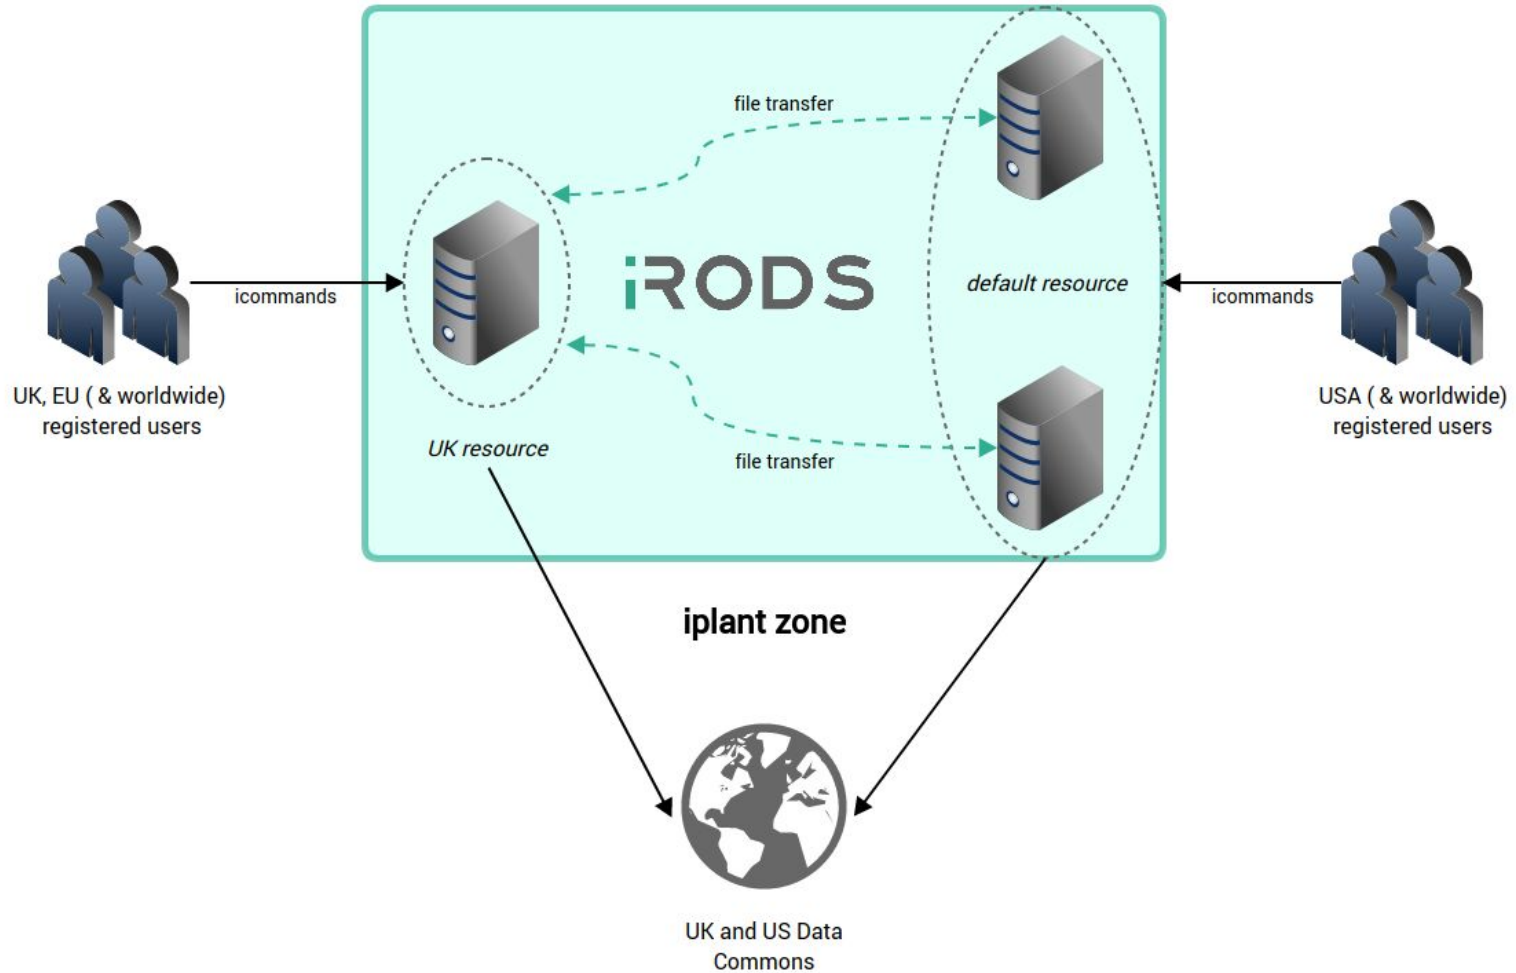 file transfer
iRODS
default resource
icommands
icommands
UK, EU ( & worldwide)
registered users
USA ( & worldwide)
registered users
UK resource
file transfer
iplant zone
UK and US Data
Commons